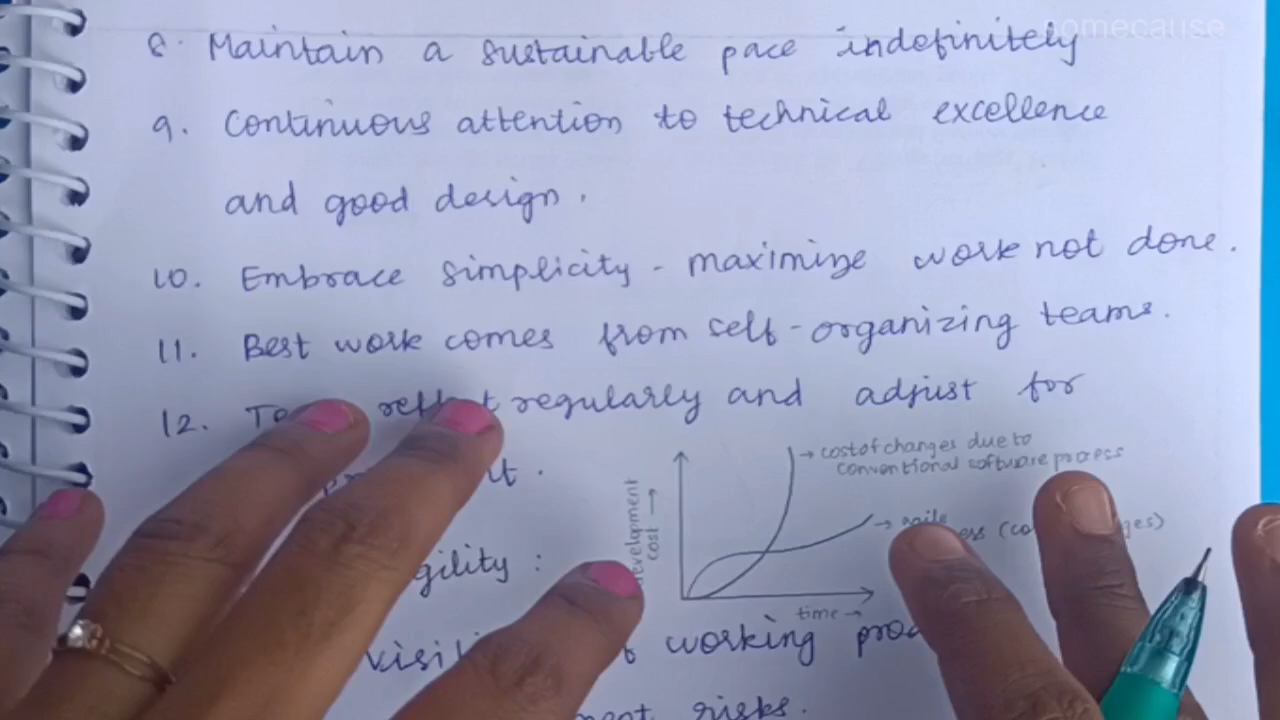 somecause
8. Maintain a sustainable pace indefinitely
9. Continuous attention to technical excellence
and good design.
10. Embrace simplicity - maximize work not done.
11. Best work comes from self-organizing teams.
12. regularly and adjust for
→ cost of changes due to
conventional software process
development
cost →
→ agile
time →
working
risks.